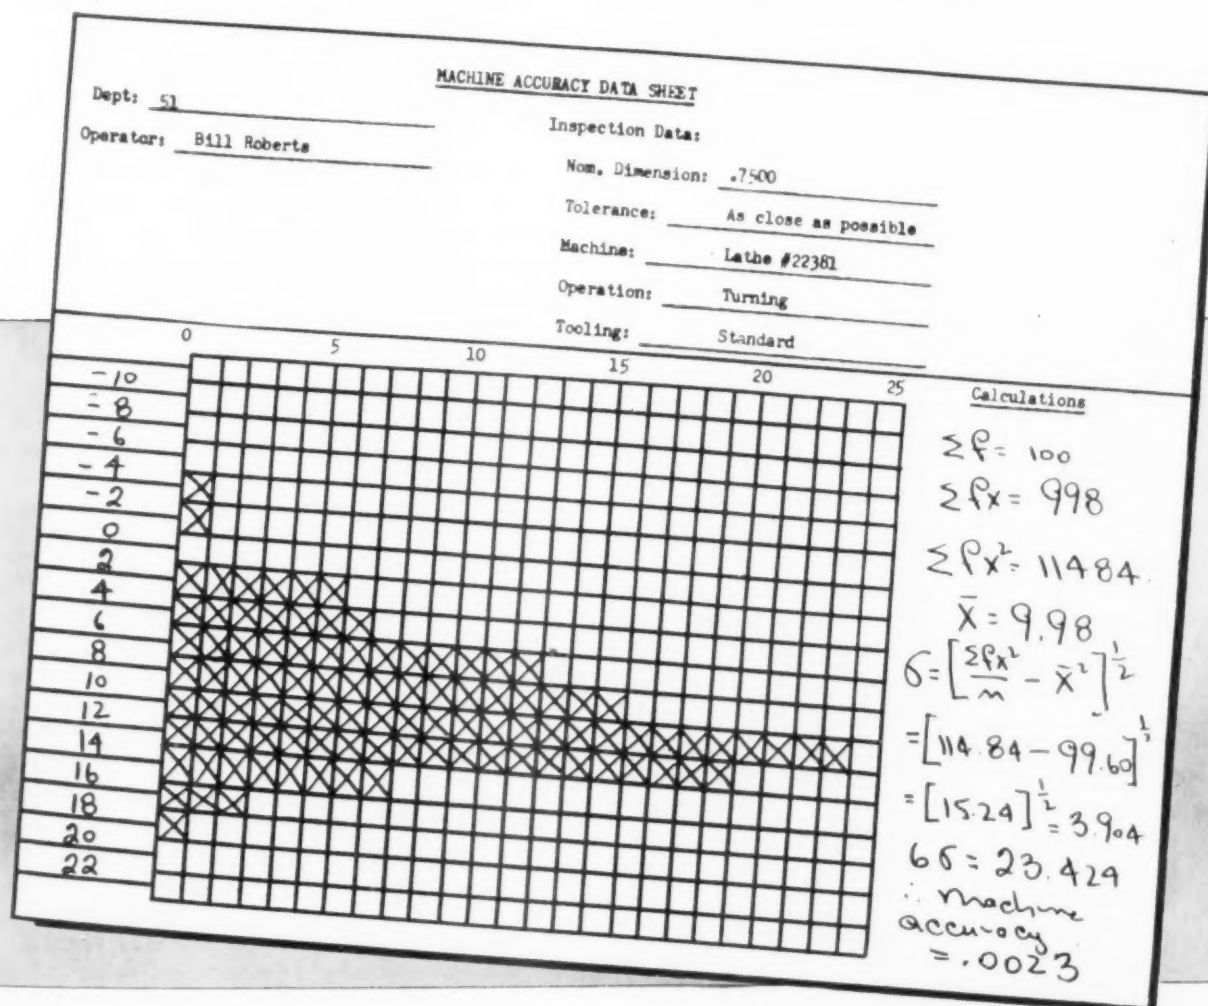 MACHINE ACCURACY DATA SHEET
Dept: 51
Operator: Bill Roberts
Inspection Data:
Nom. Dimension: .7500
Tolerance: As close as possible
Machine: Lathe #22381
Operation: Turning
Tooling: Standard
0 5 10 15 20 25
-10
-8
-6
-4
-2
0
2
4
6
8
10
12
14
16
18
20
22
Calculations
Σf = 100
Σfx = 998
Σfx² = 11484
x̄ = 9.98
σ = [Σfx²/n - x̄²]^½
= [114.84 - 99.60]^½
= [15.24]^½ = 3.904
6σ = 23.424
∴ machine
accuracy
= .0023